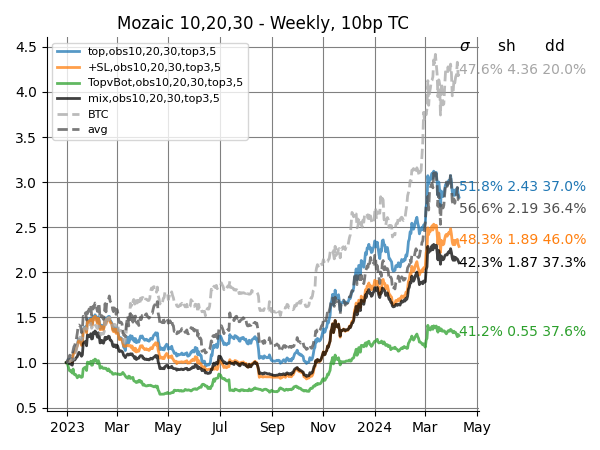 Mozaic 10,20,30 - Weekly, 10bp TC
σ sh dd
top,obs10,20,30,top3,5
+SL,obs10,20,30,top3,5
TopvBot,obs10,20,30,top3,5
mix,obs10,20,30,top3,5
BTC
avg
47.6% 4.36 20.0%
51.8% 2.43 37.0%
56.6% 2.19 36.4%
48.3% 1.89 46.0%
42.3% 1.87 37.3%
41.2% 0.55 37.6%
4.5
4.0
3.5
3.0
2.5
2.0
1.5
1.0
0.5
2023 Mar May Jul Sep Nov 2024 Mar May